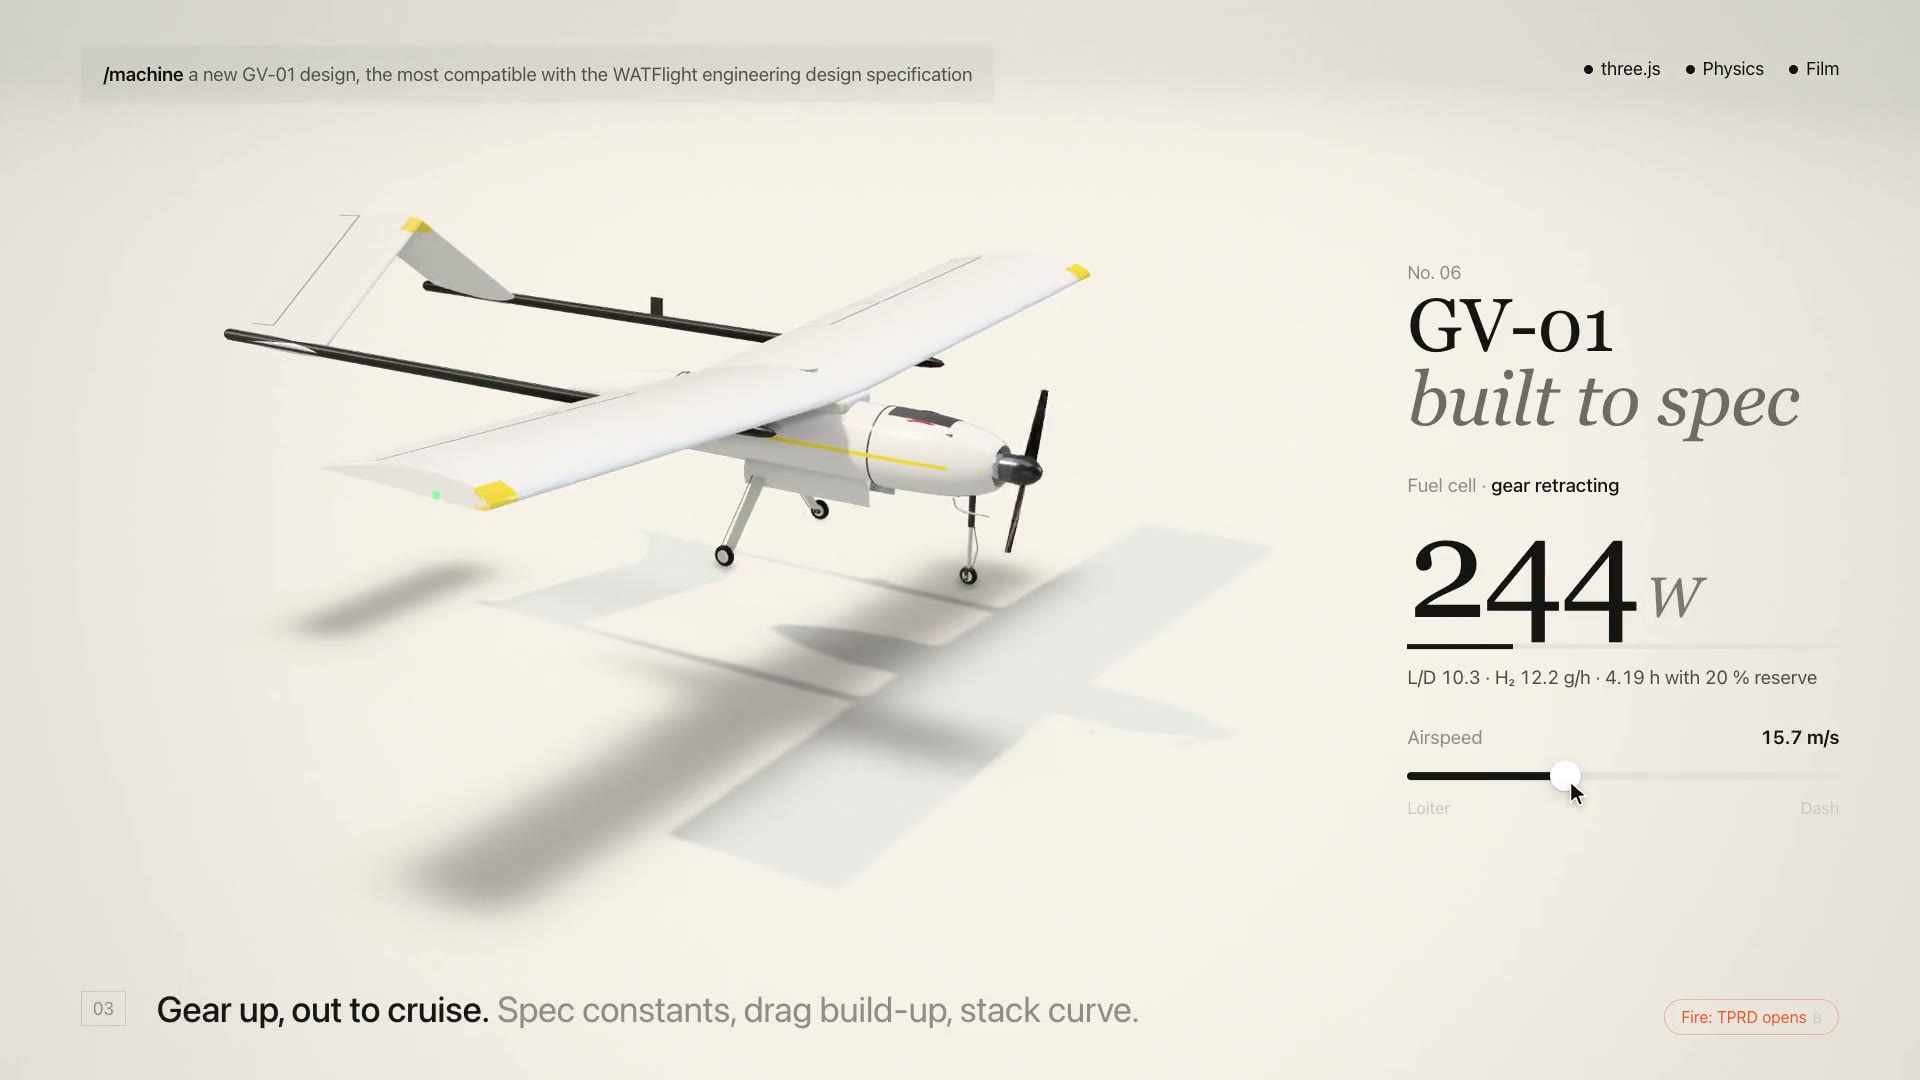 /machine a new GV-01 design, the most compatible with the WATFlight engineering design specification
three.js
Physics
Film
No. 06
GV-01
built to spec
Fuel cell · gear retracting
244 W
L/D 10.3 · H₂ 12.2 g/h · 4.19 h with 20 % reserve
Airspeed 15.7 m/s
Loiter Dash
03 Gear up, out to cruise. Spec constants, drag build-up, stack curve.
Fire: TPRD opens B